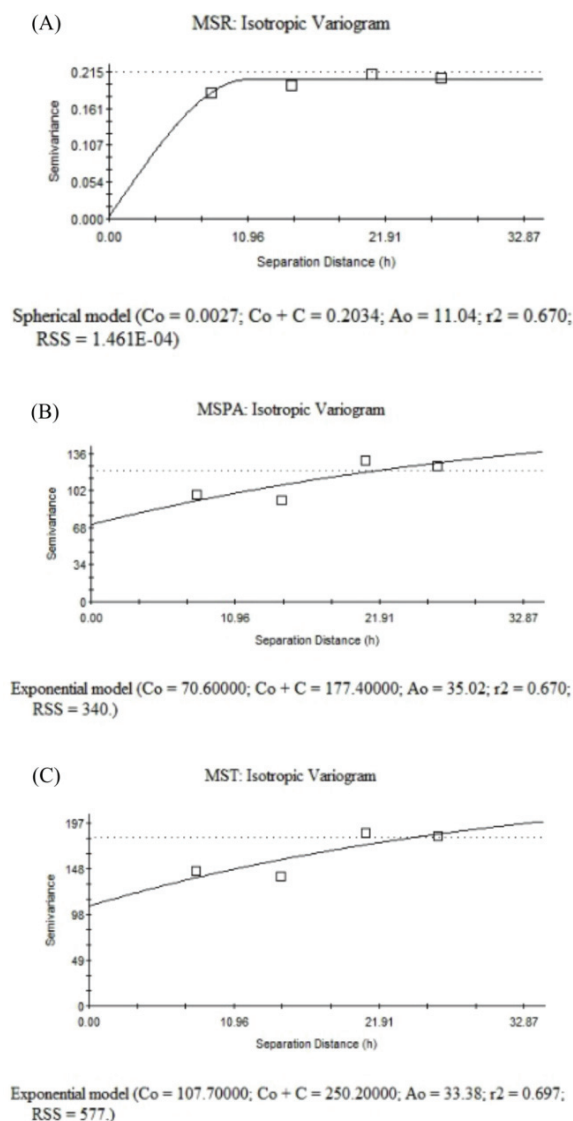 (A)
MSR: Isotropic Variogram
0.215
0.161
0.107
0.054
0.000
Semivariance
0.00 10.96 21.91 32.87
Separation Distance (h)
Spherical model (Co = 0.0027; Co + C = 0.2034; Ao = 11.04; r2 = 0.670;
RSS = 1.461E-04)
(B)
MSPA: Isotropic Variogram
136
102
68
34
0
Semivariance
0.00 10.96 21.91 32.87
Separation Distance (h)
Exponential model (Co = 70.60000; Co + C = 177.40000; Ao = 35.02; r2 = 0.670;
RSS = 340.)
(C)
MST: Isotropic Variogram
197
148
98
49
0
Semivariance
0.00 10.96 21.91 32.87
Separation Distance (h)
Exponential model (Co = 107.70000; Co + C = 250.20000; Ao = 33.38; r2 = 0.697;
RSS = 577.)